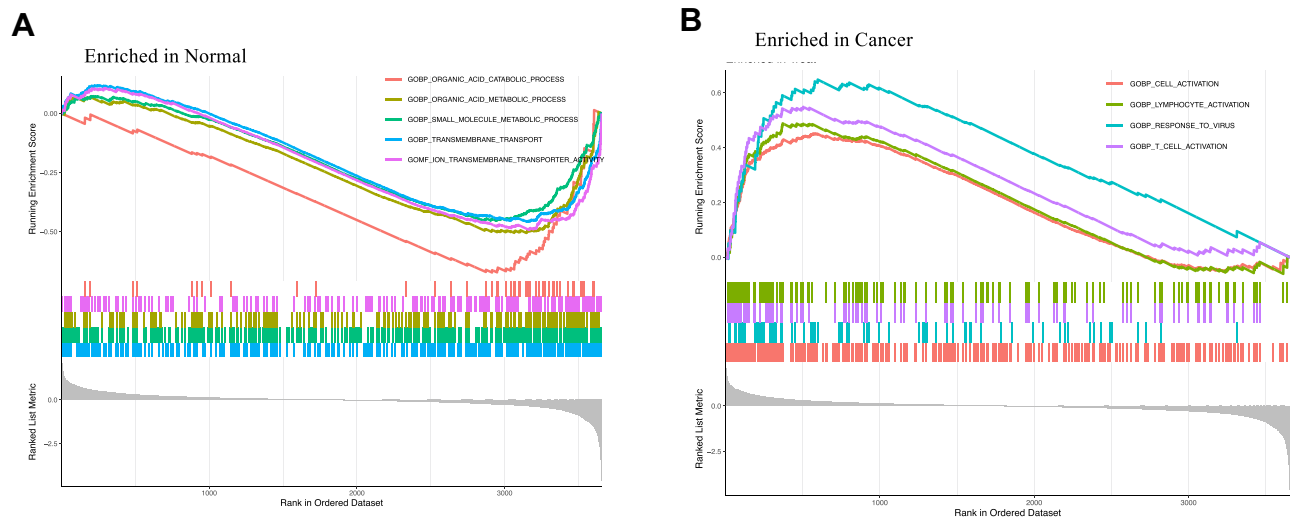 A
Enriched in Normal
GOBP_ORGANIC_ACID_CATABOLIC_PROCESS
GOBP_ORGANIC_ACID_METABOLIC_PROCESS
GOBP_SMALL_MOLECULE_METABOLIC_PROCESS
GOBP_TRANSMEMBRANE_TRANSPORT
GOMF_ION_TRANSMEMBRANE_TRANSPORTER_ACTIVITY
Running Enrichment Score
0.00
−0.25
−0.50
Ranked List Metric
0.0
−2.5
1000 2000 3000
Rank in Ordered Dataset
B
Enriched in Cancer
GOBP_CELL_ACTIVATION
GOBP_LYMPHOCYTE_ACTIVATION
GOBP_RESPONSE_TO_VIRUS
GOBP_T_CELL_ACTIVATION
Running Enrichment Score
0.6
0.4
0.2
0.0
Ranked List Metric
0.0
−2.5
1000 2000 3000
Rank in Ordered Dataset